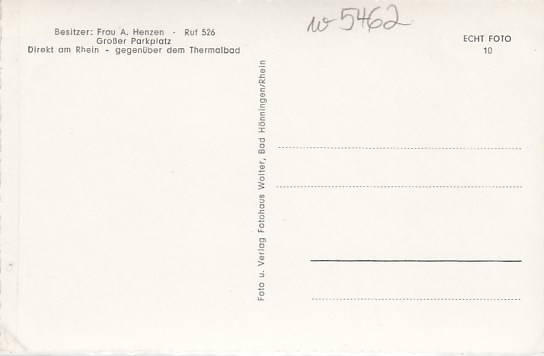 Besitzer: Frau A. Henzen · Ruf 526
Großer Parkplatz
Direkt am Rhein - gegenüber dem Thermalbad
w 5462
ECHT FOTO
10
Foto u. Verlag Fotohaus Wolter, Bad Hönningen/Rhein